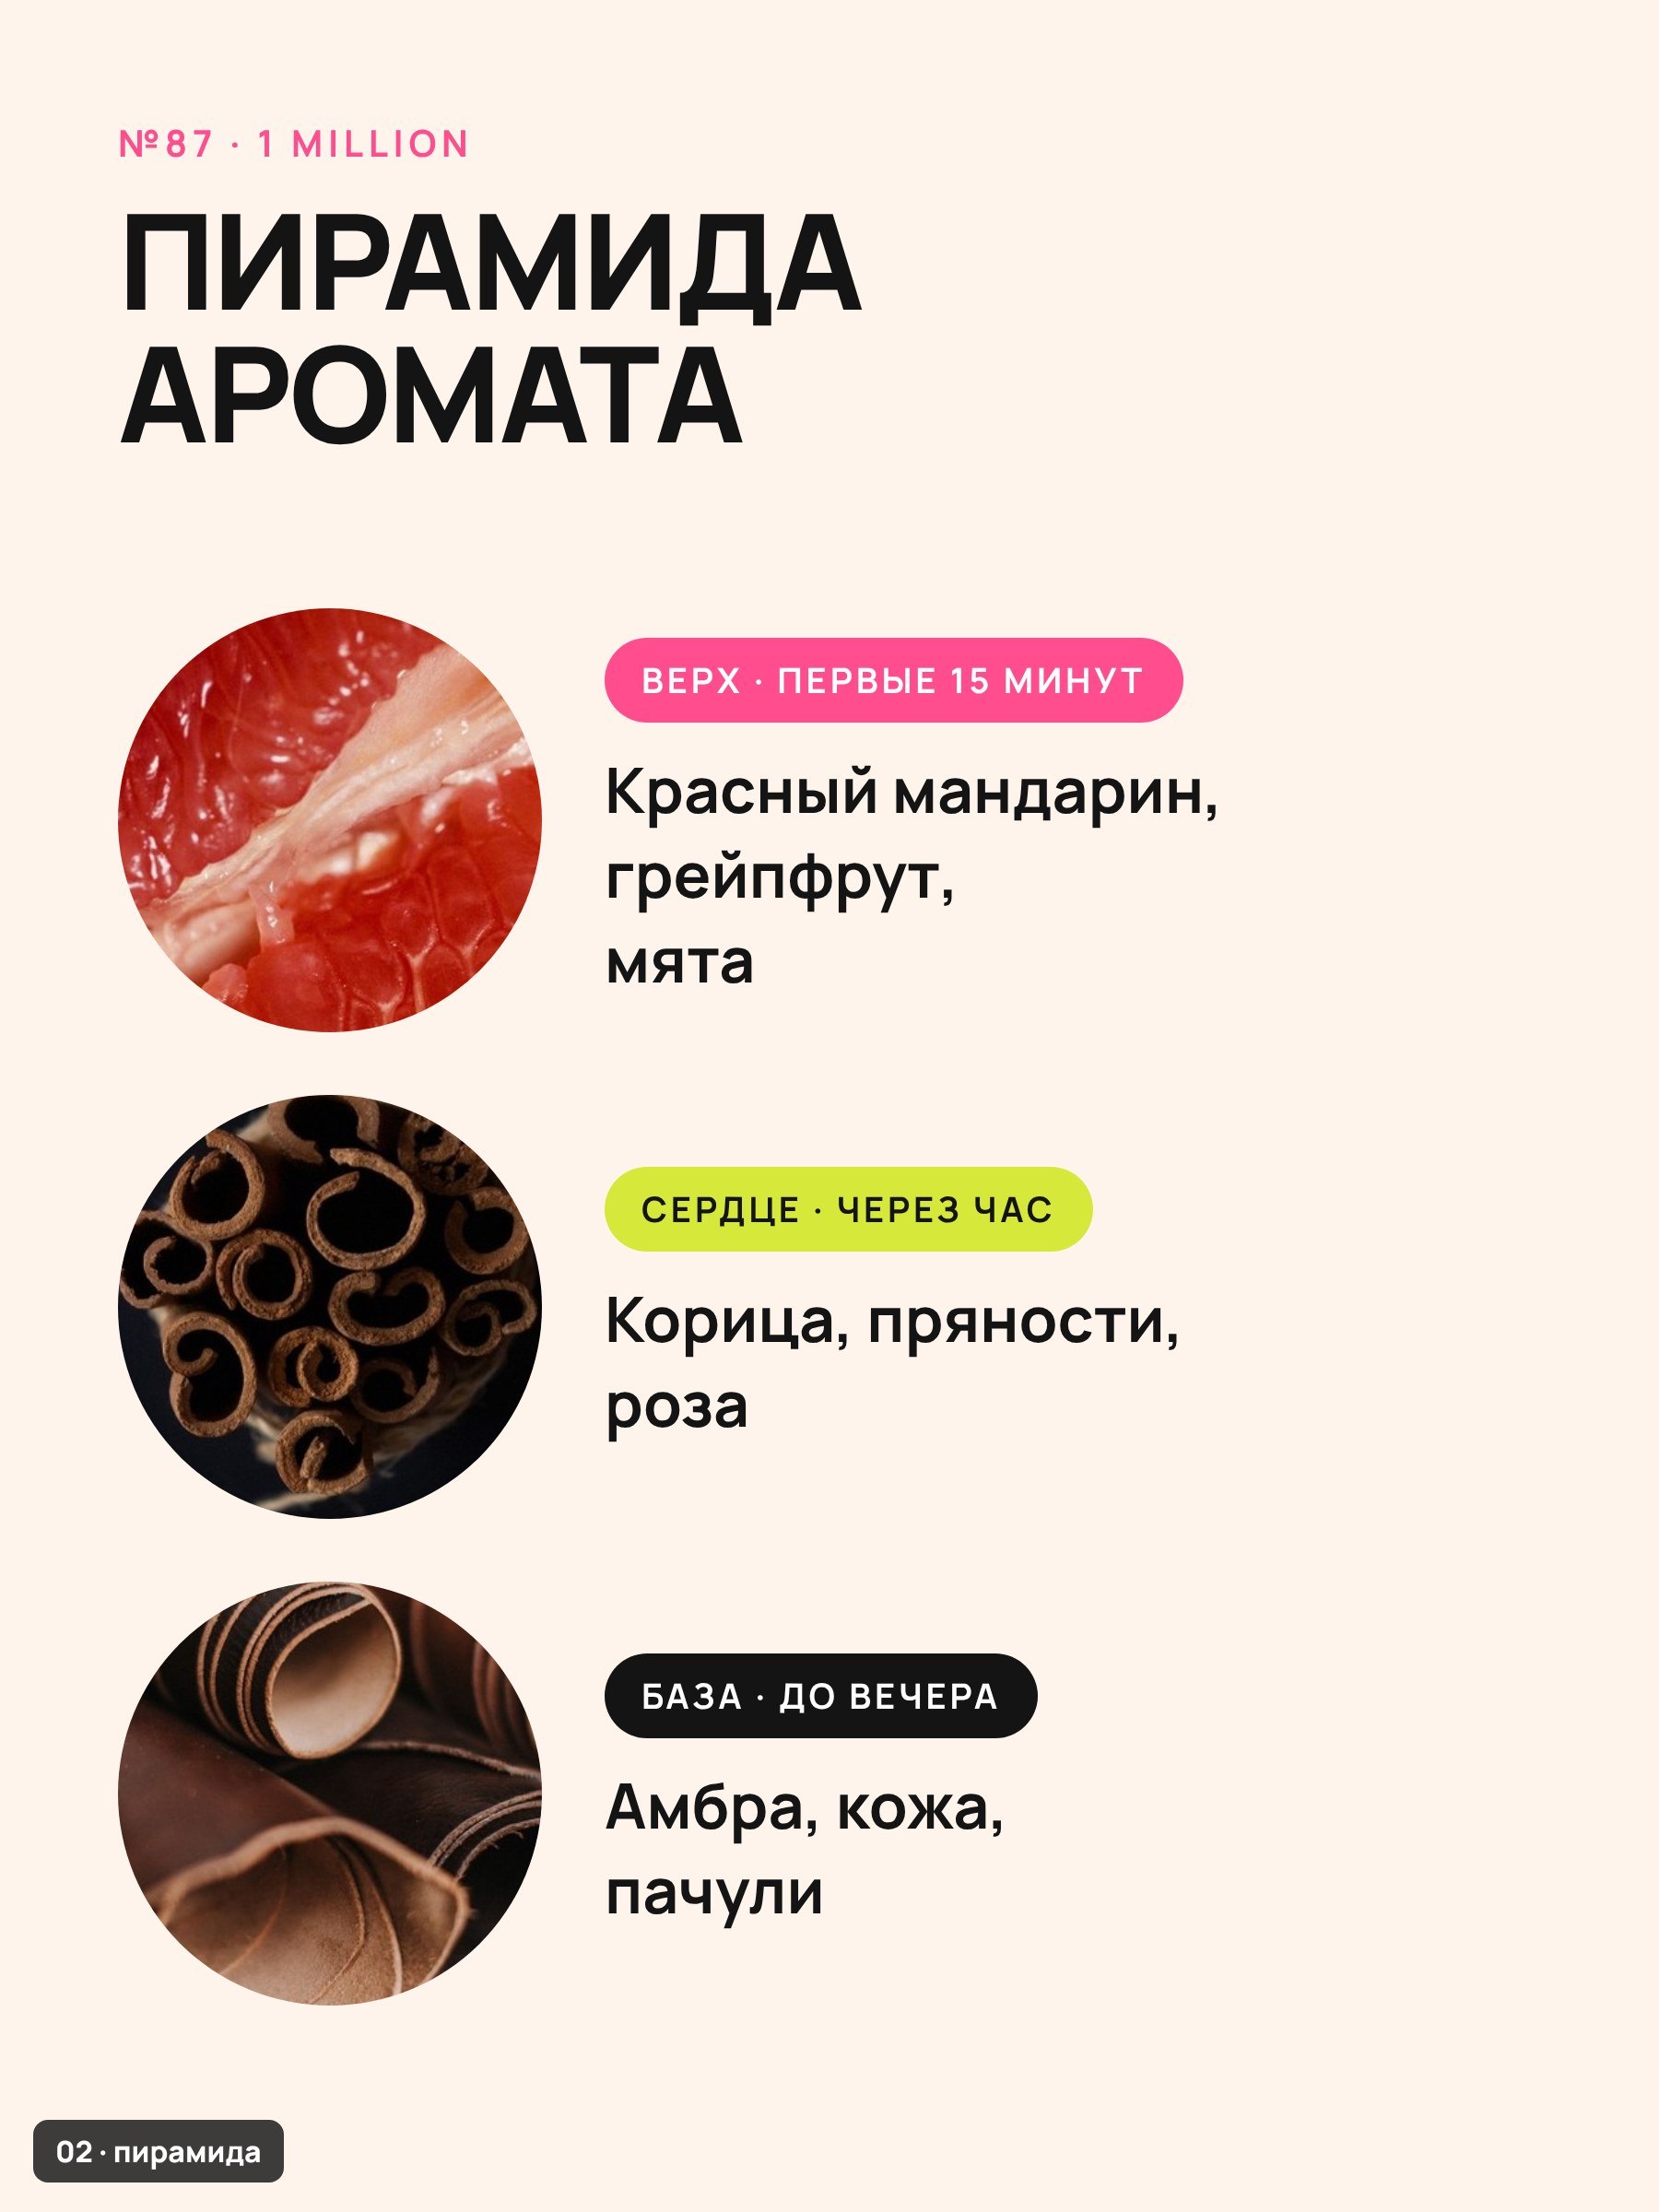 №87 · 1 MILLION
ПИРАМИДА
АРОМАТА
ВЕРХ · ПЕРВЫЕ 15 МИНУТ
Красный мандарин,
грейпфрут,
мята
СЕРДЦЕ · ЧЕРЕЗ ЧАС
Корица, пряности,
роза
БАЗА · ДО ВЕЧЕРА
Амбра, кожа,
пачули
02 · пирамида